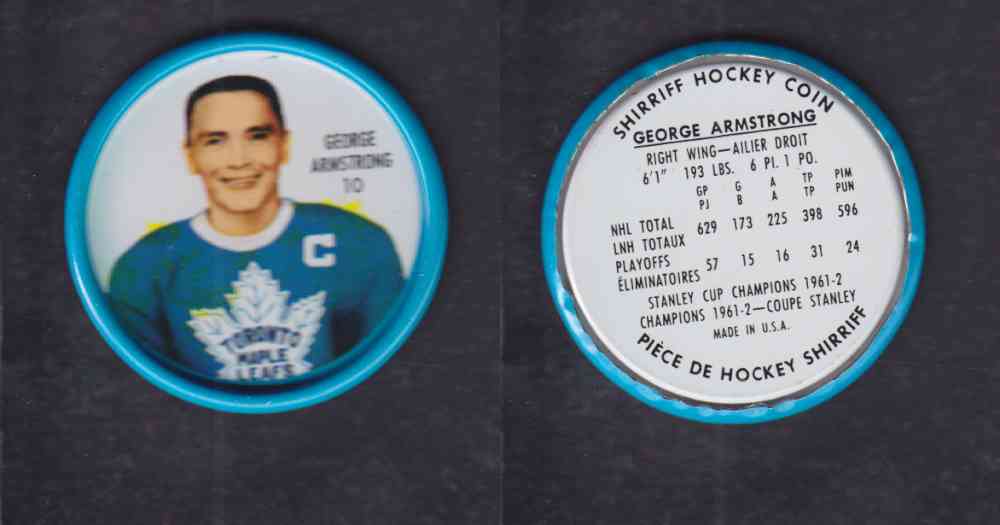 GEORGE
ARMSTRONG
10
C
TORONTO
MAPLE
LEAFS
SHIRRIFF HOCKEY COIN
GEORGE ARMSTRONG
RIGHT WING—AILIER DROIT
6'1" 193 LBS. 6 PI. 1 PO.
GP G A TP PIM
PJ B A TP PUN
NHL TOTAL
LNH TOTAUX 629 173 225 398 596
PLAYOFFS
ÉLIMINATOIRES 57 15 16 31 24
STANLEY CUP CHAMPIONS 1961-2
CHAMPIONS 1961-2—COUPE STANLEY
MADE IN U.S.A.
PIÈCE DE HOCKEY SHIRRIFF